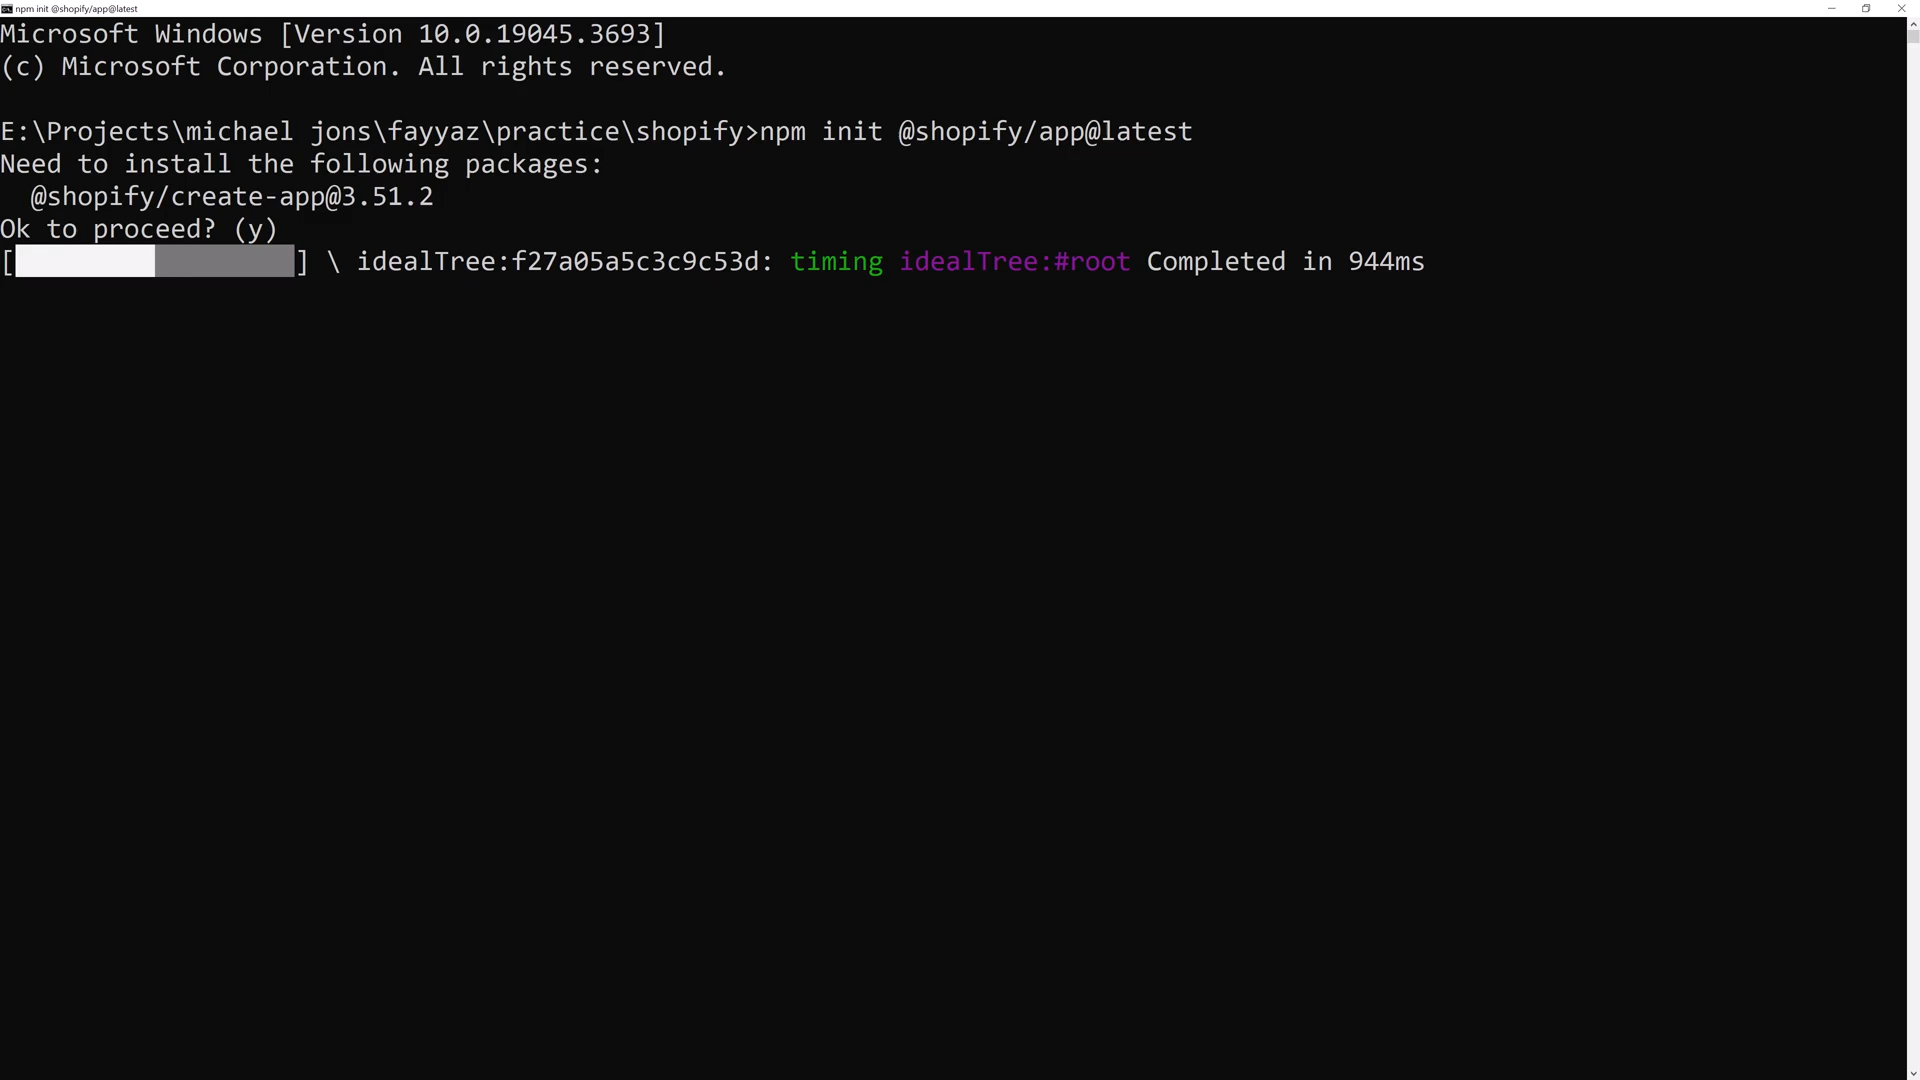 npm init @shopify/app@latest
Microsoft Windows [Version 10.0.19045.3693]
(c) Microsoft Corporation. All rights reserved.
E:\Projects\michael jons\fayyaz\practice\shopify>npm init @shopify/app@latest
Need to install the following packages:
  @shopify/create-app@3.51.2
Ok to proceed? (y)
[                  ] \ idealTree:f27a05a5c3c9c53d: timing idealTree:#root Completed in 944ms